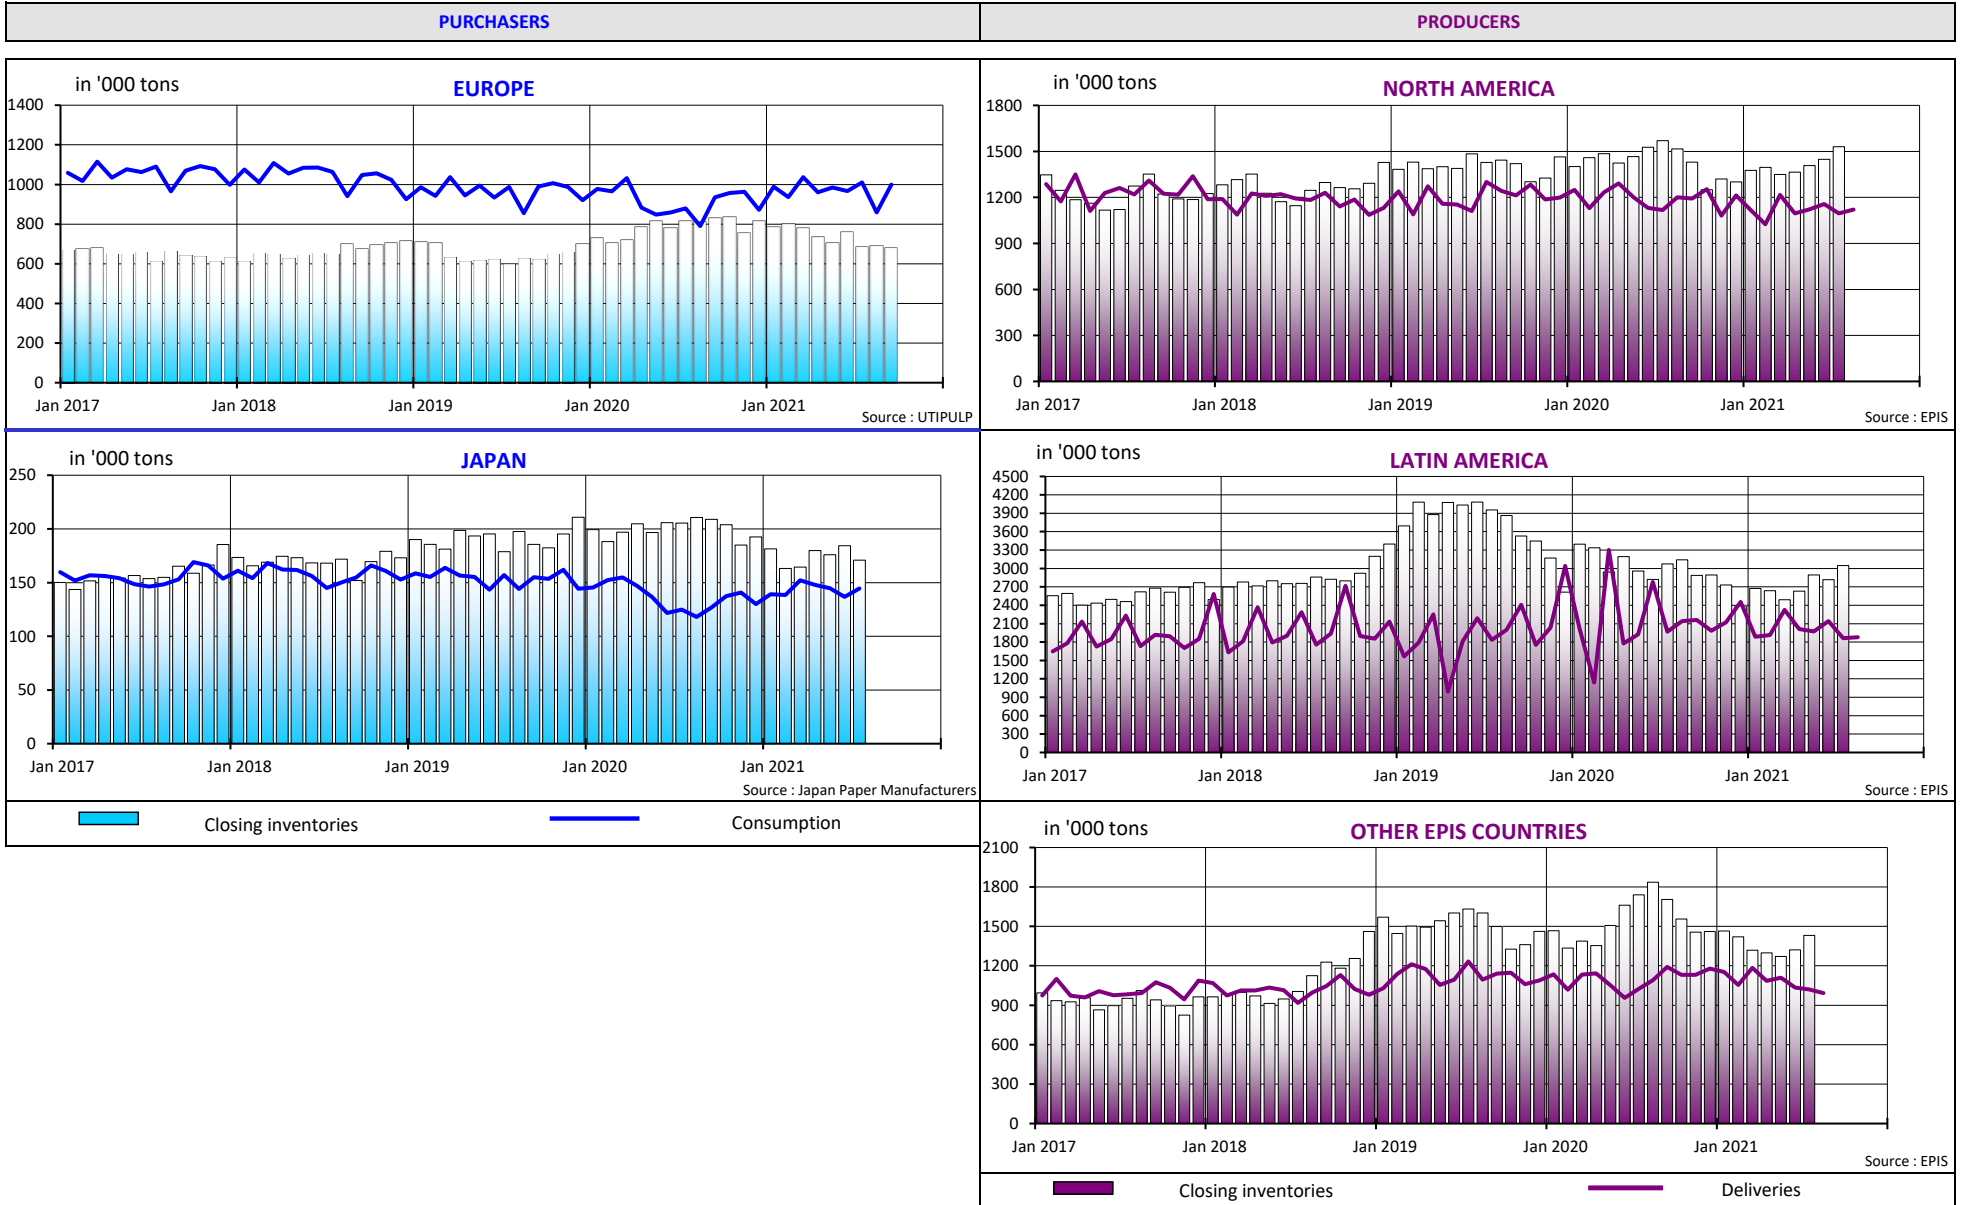 PURCHASERS
PRODUCERS
in '000 tons
EUROPE
1400
1200
1000
800
600
400
200
0
Jan 2017
Jan 2018
Jan 2019
Jan 2020
Jan 2021
Source : UTIPULP
in '000 tons
NORTH AMERICA
1800
1500
1200
900
600
300
0
Jan 2017
Jan 2018
Jan 2019
Jan 2020
Jan 2021
Source : EPIS
in '000 tons
JAPAN
250
200
150
100
50
0
Jan 2017
Jan 2018
Jan 2019
Jan 2020
Jan 2021
Source : Japan Paper Manufacturers
Closing inventories
Consumption
in '000 tons
LATIN AMERICA
4500
4200
3900
3600
3300
3000
2700
2400
2100
1800
1500
1200
900
600
300
0
Jan 2017
Jan 2018
Jan 2019
Jan 2020
Jan 2021
Source : EPIS
in '000 tons
OTHER EPIS COUNTRIES
2100
1800
1500
1200
900
600
300
0
Jan 2017
Jan 2018
Jan 2019
Jan 2020
Jan 2021
Source : EPIS
Closing inventories
Deliveries